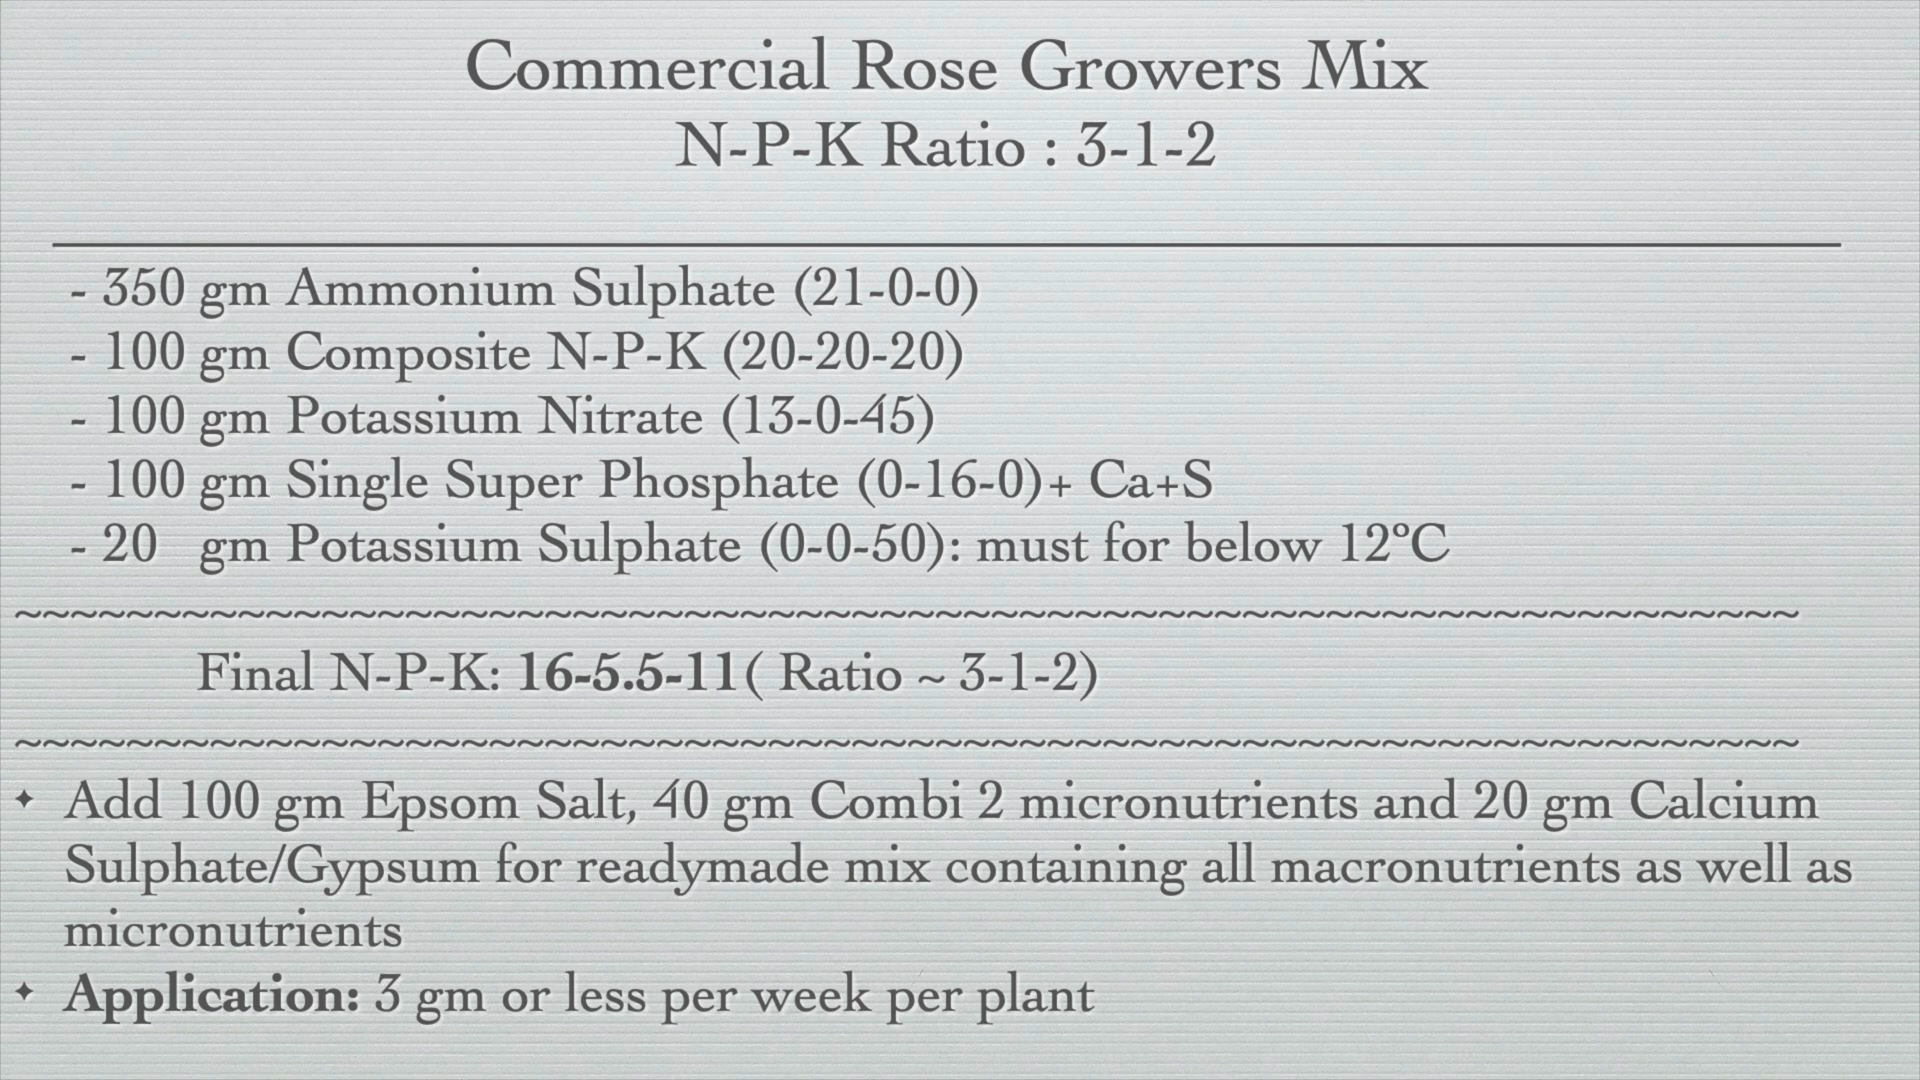 Commercial Rose Growers Mix
N-P-K Ratio : 3-1-2
- 350 gm Ammonium Sulphate (21-0-0)
- 100 gm Composite N-P-K (20-20-20)
- 100 gm Potassium Nitrate (13-0-45)
- 100 gm Single Super Phosphate (0-16-0)+ Ca+S
- 20 gm Potassium Sulphate (0-0-50): must for below 12°C
~~~~~~~~~~~~~~~~~~~~~~~~~~~~~~~~~~~~~~~~~~~~~~~~~~~~~~~~~~~~~~~~
Final N-P-K: 16-5.5-11( Ratio ~ 3-1-2)
~~~~~~~~~~~~~~~~~~~~~~~~~~~~~~~~~~~~~~~~~~~~~~~~~~~~~~~~~~~~~~~~
✦ Add 100 gm Epsom Salt, 40 gm Combi 2 micronutrients and 20 gm Calcium
Sulphate/Gypsum for readymade mix containing all macronutrients as well as
micronutrients
✦ Application: 3 gm or less per week per plant